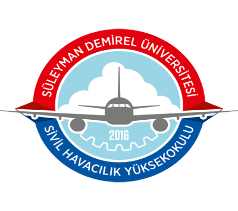 SÜLEYMAN DEMİREL ÜNİVERSİTESİ
2016
SİVİL HAVACILIK YÜKSEKOKULU